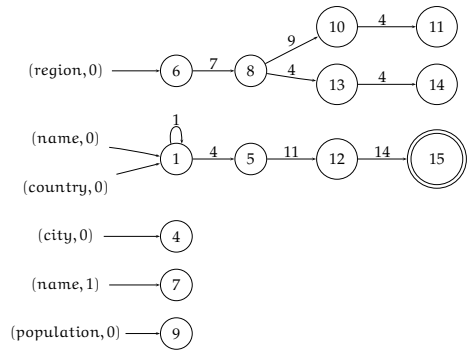 10 4 11
9
(region,0) 6 7 8
4 13 4 14
1
(name,0)
1 4 5 11 12 14 15
(country,0)
(city,0) 4
(name,1) 7
(population,0) 9